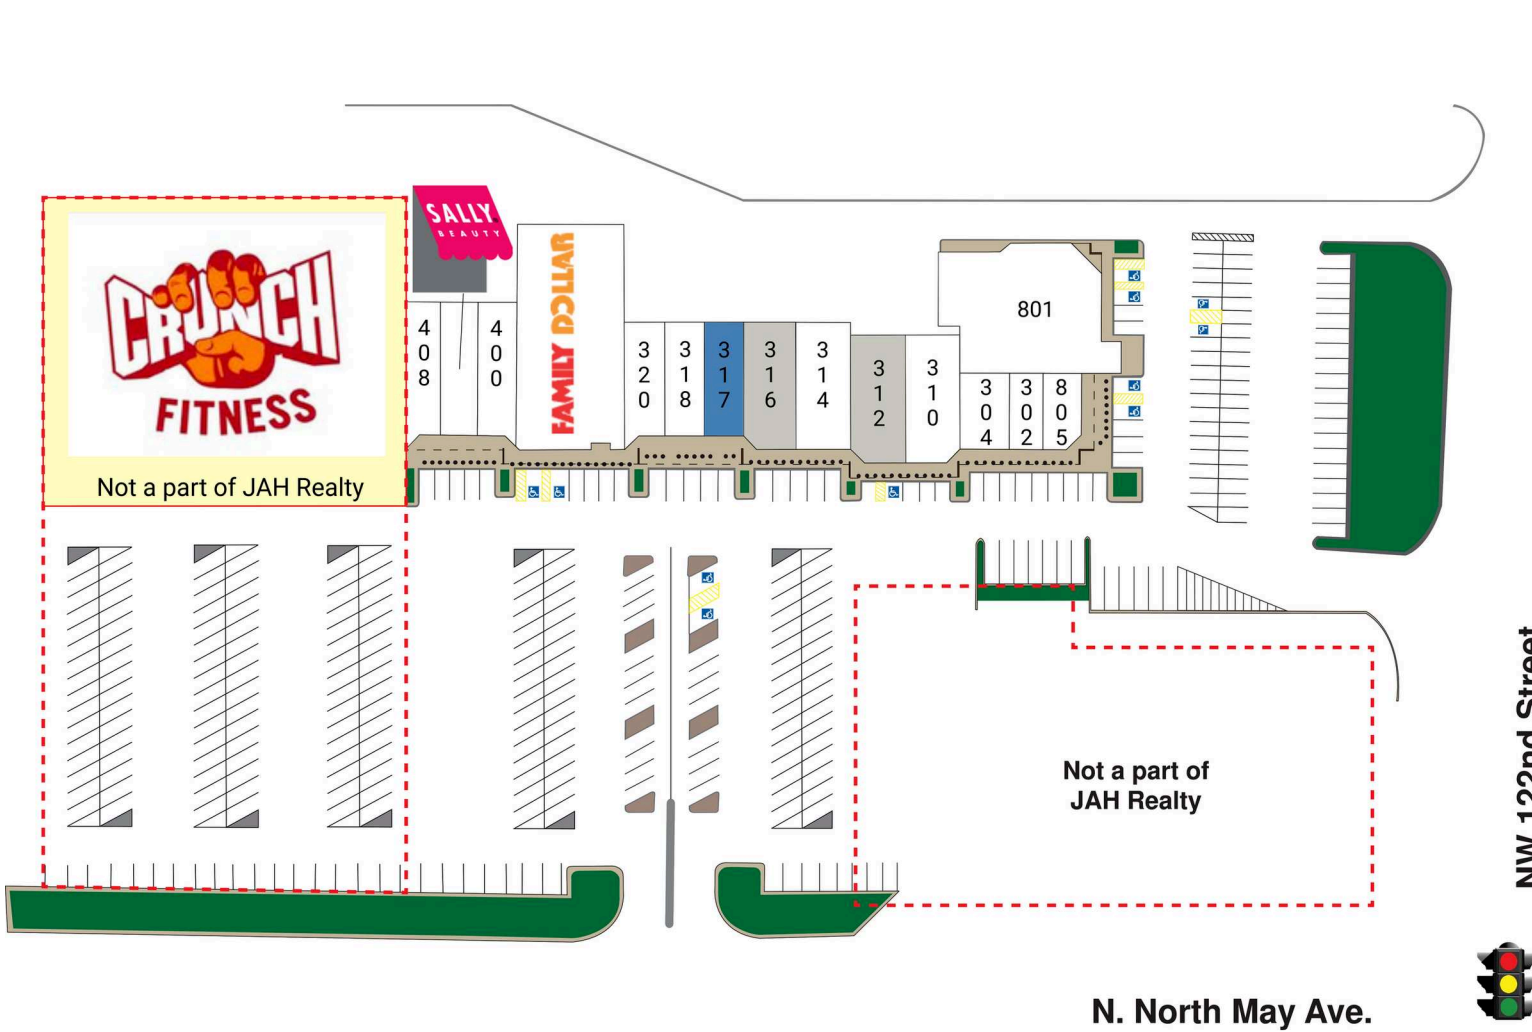 SALLY
BEAUTY
CRUNCH
FITNESS
Not a part of JAH Realty
408
400
FAMILY DOLLAR
320
318
317
316
314
312
310
304
302
805
801
Not a part of
JAH Realty
NW 122nd Street
N. North May Ave.